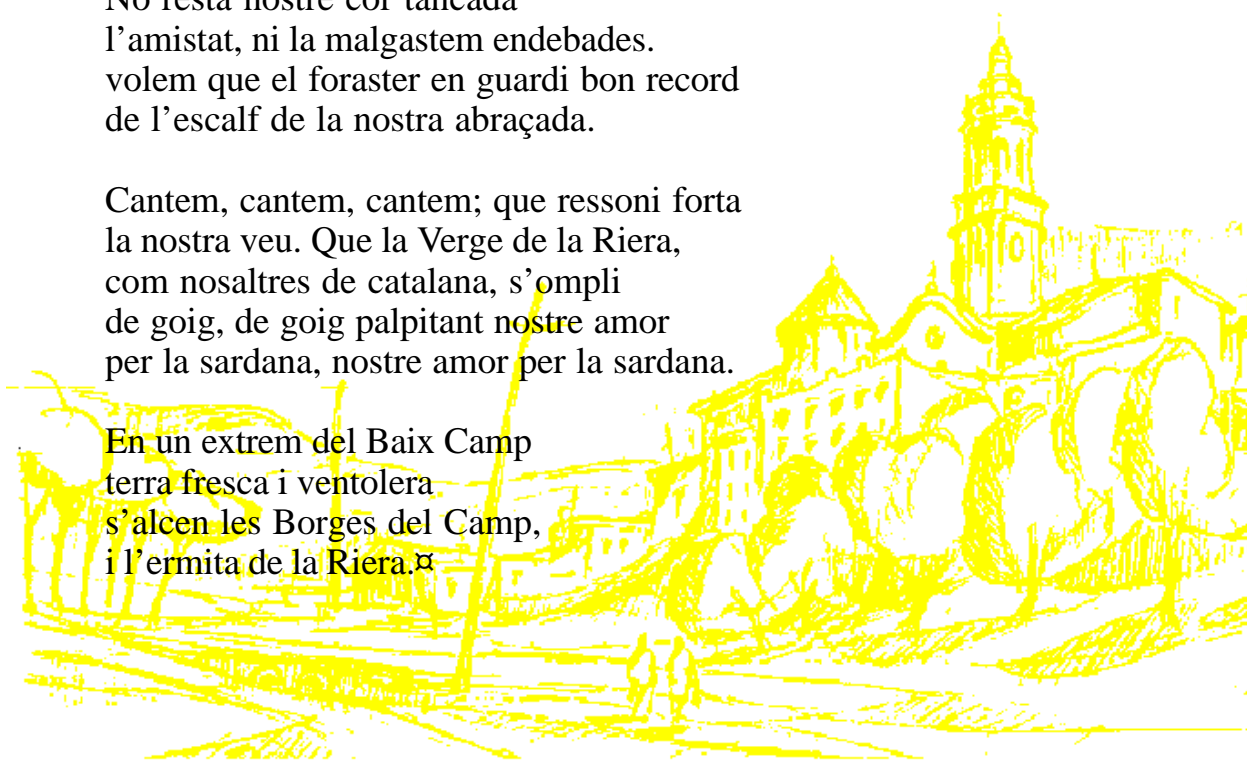 No resta nostre cor tancada
l’amistat, ni la malgastem endebades.
volem que el foraster en guardi bon record
de l’escalf de la nostra abraçada.

Cantem, cantem, cantem; que ressoni forta
la nostra veu. Que la Verge de la Riera,
com nosaltres de catalana, s’ompli
de goig, de goig palpitant nostre amor
per la sardana, nostre amor per la sardana.

En un extrem del Baix Camp
terra fresca i ventolera
s’alcen les Borges del Camp,
i l’ermita de la Riera.¤